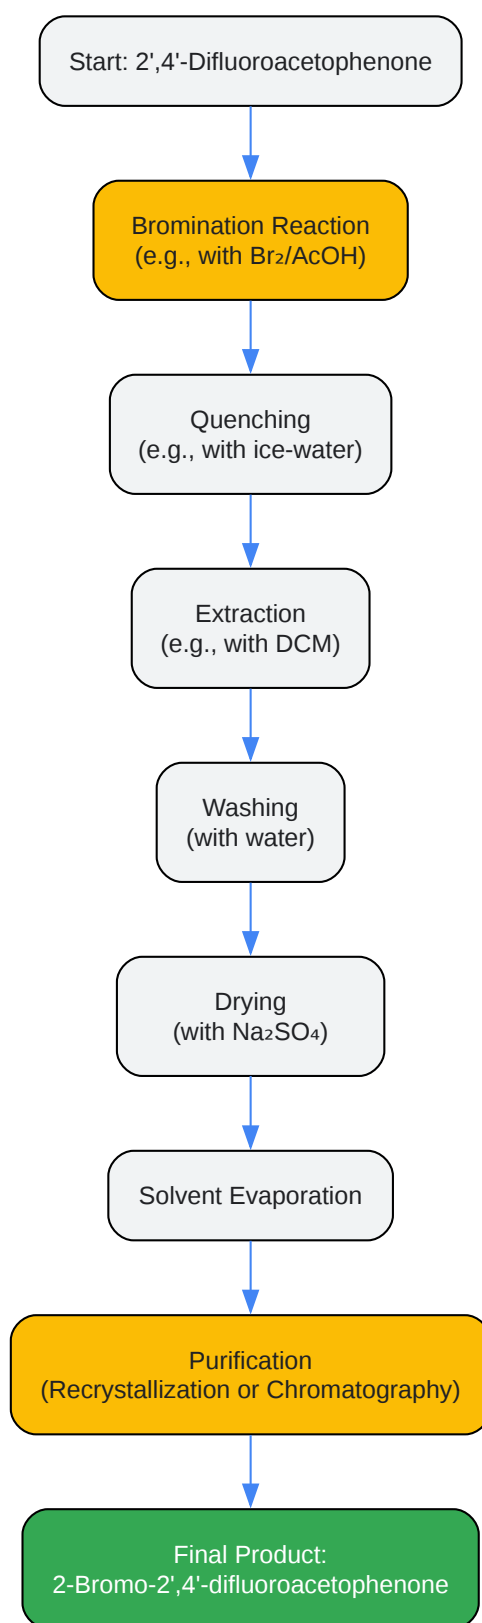 Start: 2',4'-Difluoroacetophenone
Bromination Reaction
(e.g., with Br₂/AcOH)
Quenching
(e.g., with ice-water)
Extraction
(e.g., with DCM)
Washing
(with water)
Drying
(with Na₂SO₄)
Solvent Evaporation
Purification
(Recrystallization or Chromatography)
Final Product:
2-Bromo-2',4'-difluoroacetophenone